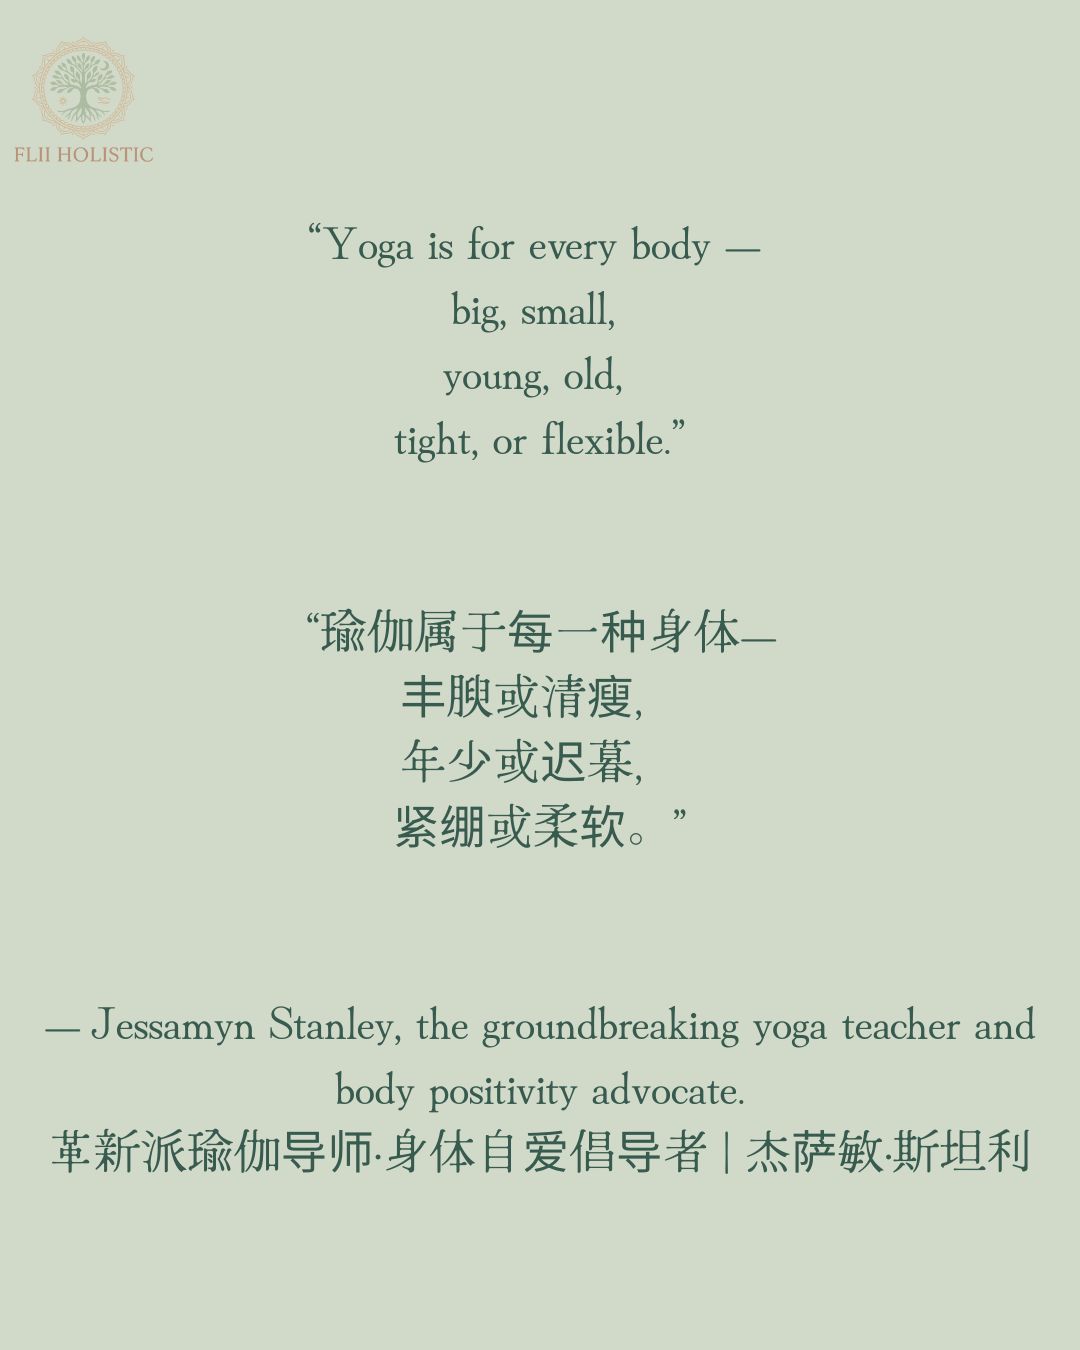 FLII HOLISTIC
“Yoga is for every body —
big, small,
young, old,
tight, or flexible.”
“瑜伽属于每一种身体—
丰腴或清瘦,
年少或迟暮,
紧绷或柔软。”
— Jessamyn Stanley, the groundbreaking yoga teacher and
body positivity advocate.
革新派瑜伽导师·身体自爱倡导者 | 杰萨敏·斯坦利